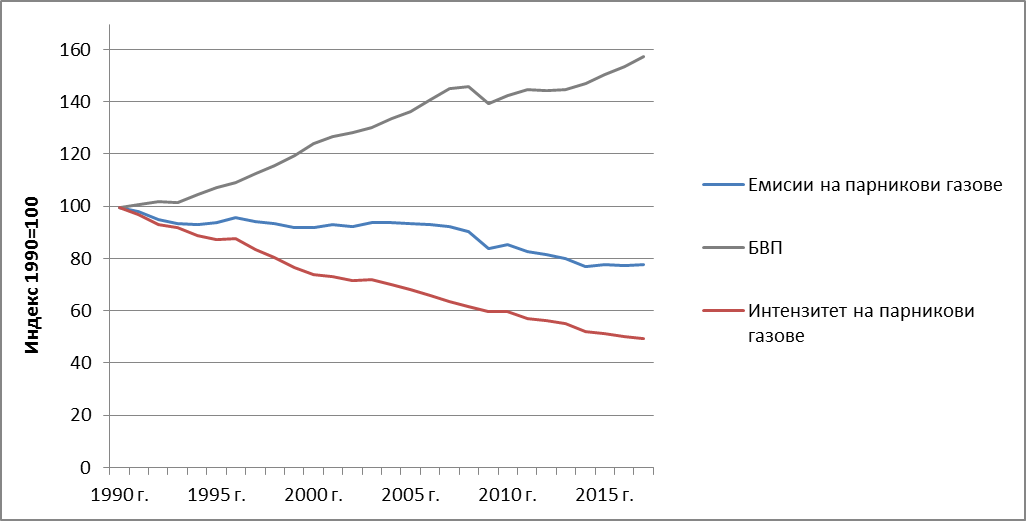 Индекс 1990=100
160
140
120
100
80
60
40
20
0
1990 г.
1995 г.
2000 г.
2005 г.
2010 г.
2015 г.
Емисии на парникови газове
БВП
Интензитет на парникови
газове